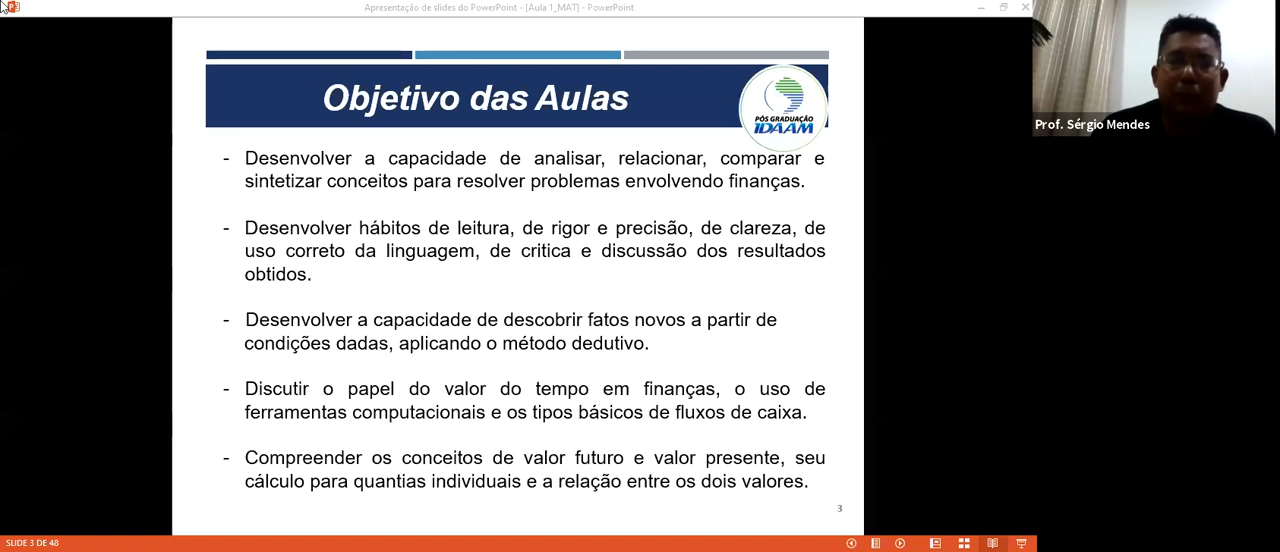 Apresentação de slides do PowerPoint - [Aula 1_MAT] - PowerPoint
Objetivo das Aulas
PÓS GRADUAÇÃO
IDAAM
Prof. Sérgio Mendes
- Desenvolver a capacidade de analisar, relacionar, comparar e
sintetizar conceitos para resolver problemas envolvendo finanças.
- Desenvolver hábitos de leitura, de rigor e precisão, de clareza, de
uso correto da linguagem, de critica e discussão dos resultados
obtidos.
- Desenvolver a capacidade de descobrir fatos novos a partir de
condições dadas, aplicando o método dedutivo.
- Discutir o papel do valor do tempo em finanças, o uso de
ferramentas computacionais e os tipos básicos de fluxos de caixa.
- Compreender os conceitos de valor futuro e valor presente, seu
cálculo para quantias individuais e a relação entre os dois valores.
3
SLIDE 3 DE 48